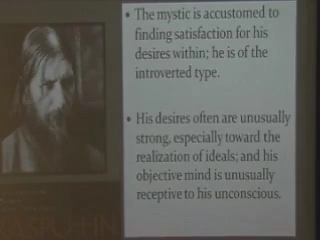 • The mystic is accustomed to
finding satisfaction for his
desires within; he is of the
introverted type.
• His desires often are unusually
strong, especially toward the
realization of ideals; and his
objective mind is unusually
receptive to his unconscious.